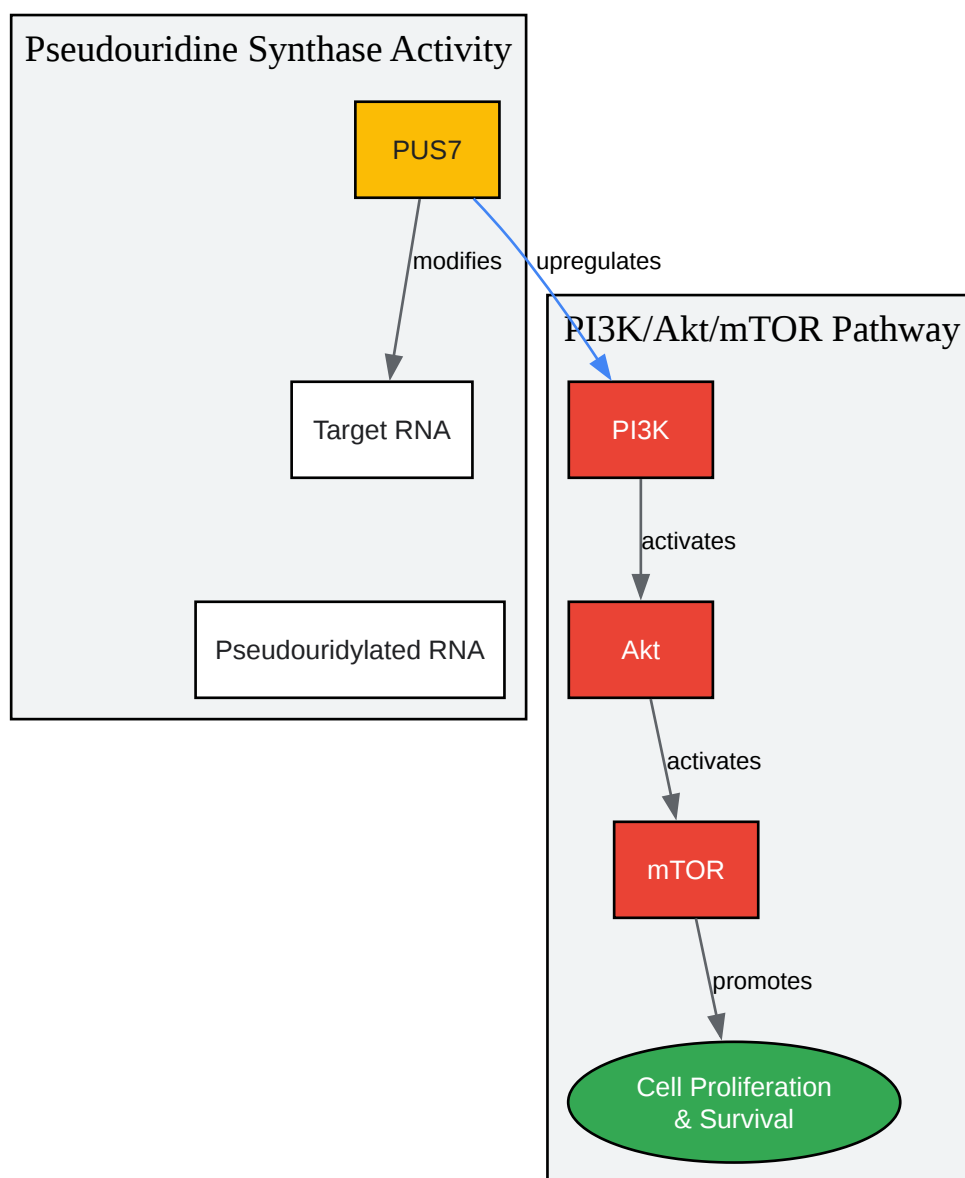 Pseudouridine Synthase Activity
PUS7
modifies
upregulates
PI3K/Akt/mTOR Pathway
Target RNA
PI3K
activates
Pseudouridylated RNA
Akt
activates
mTOR
promotes
Cell Proliferation
& Survival